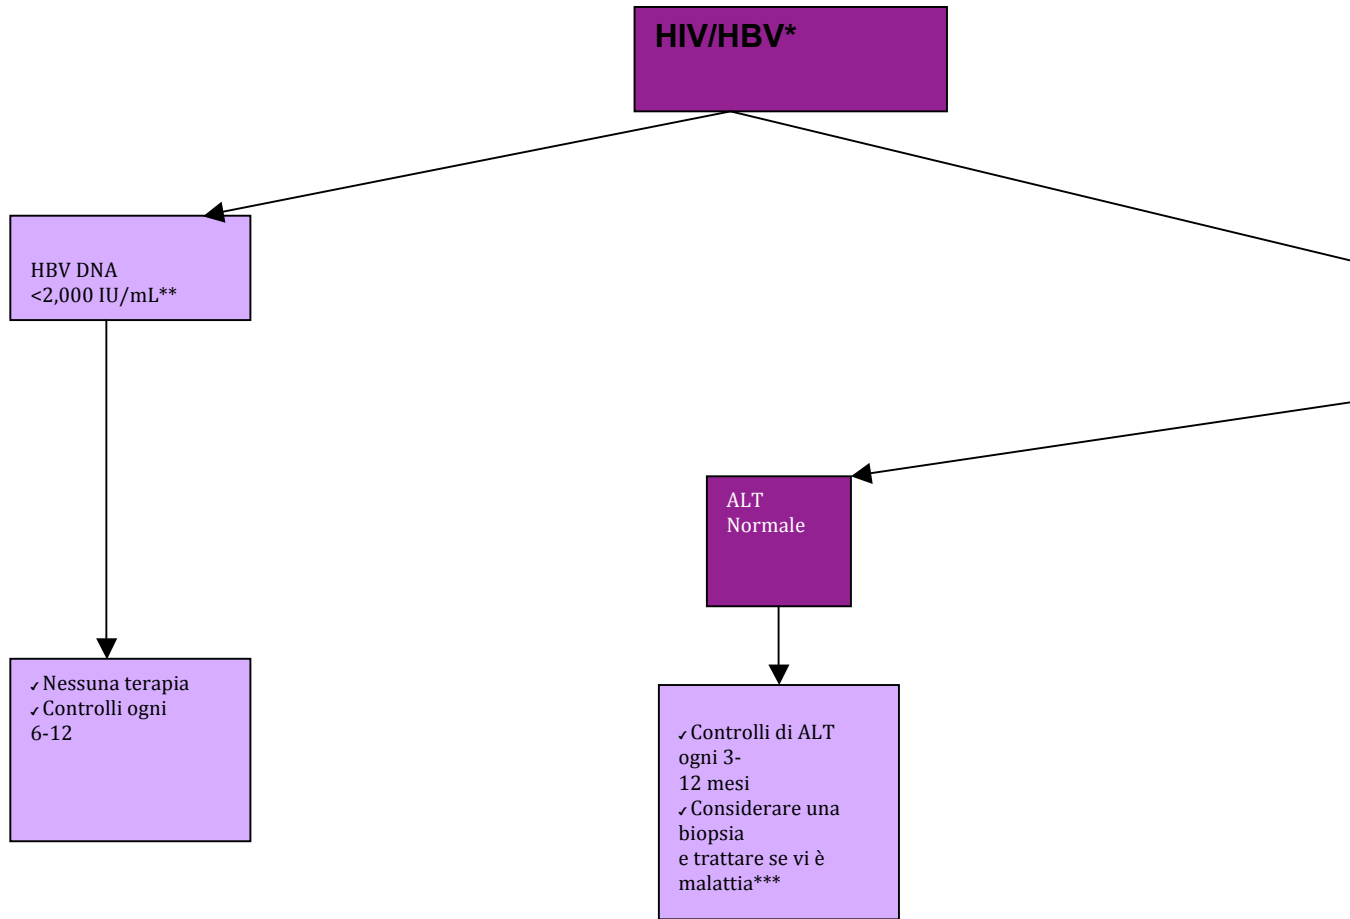 HIV/HBV*
HBV DNA
<2,000 IU/mL**
ALT
Normale
✓Nessuna terapia
✓Controlli ogni
6-12
✓Controlli di ALT
ogni 3-
12 mesi
✓Considerare una
biopsia
e trattare se vi è
malattia***